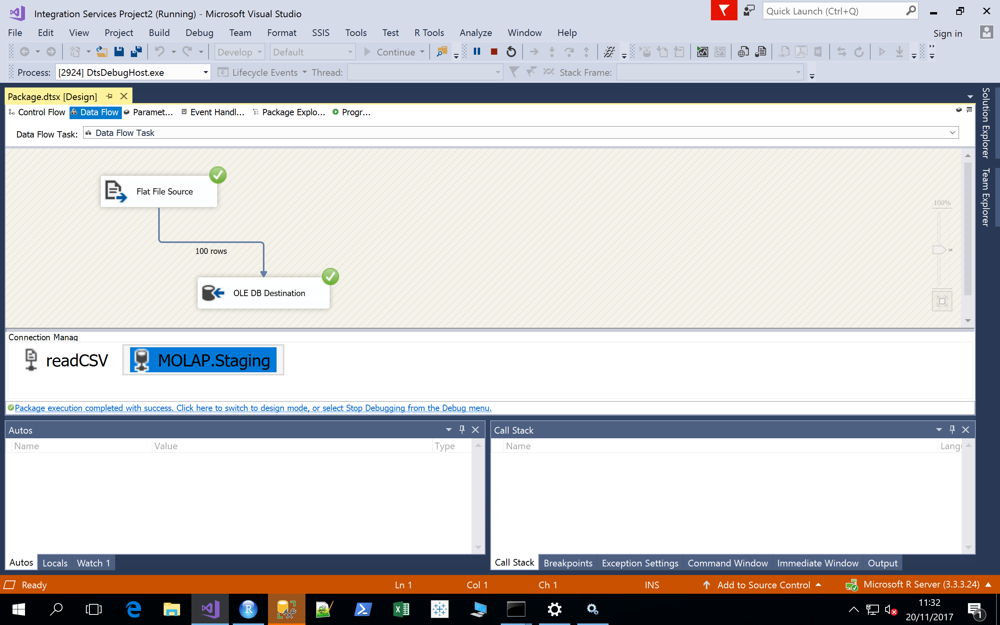 Integration Services Project2 (Running) - Microsoft Visual Studio
Quick Launch (Ctrl+Q)
File Edit View Project Build Debug Team Format SSIS Tools Test R Tools Analyze Window Help
Sign in
Develop Default Continue
Process: [2924] DtsDebugHost.exe Lifecycle Events Thread: Stack Frame:
Package.dtsx [Design]
Solution Explorer
Team Explorer
Control Flow Data Flow Paramet... Event Handl... Package Explo... Progr...
Data Flow Task: Data Flow Task
Flat File Source
100%
100 rows
OLE DB Destination
Connection Manag
readCSV MOLAP.Staging
Package execution completed with success. Click here to switch to design mode, or select Stop Debugging from the Debug menu.
Autos
Name Value Type
Call Stack
Name Langu
Autos Locals Watch 1
Call Stack Breakpoints Exception Settings Command Window Immediate Window Output
Ready Ln 1 Col 1 Ch 1 INS Add to Source Control Microsoft R Server (3.3.3.24)
11:32
20/11/2017
1